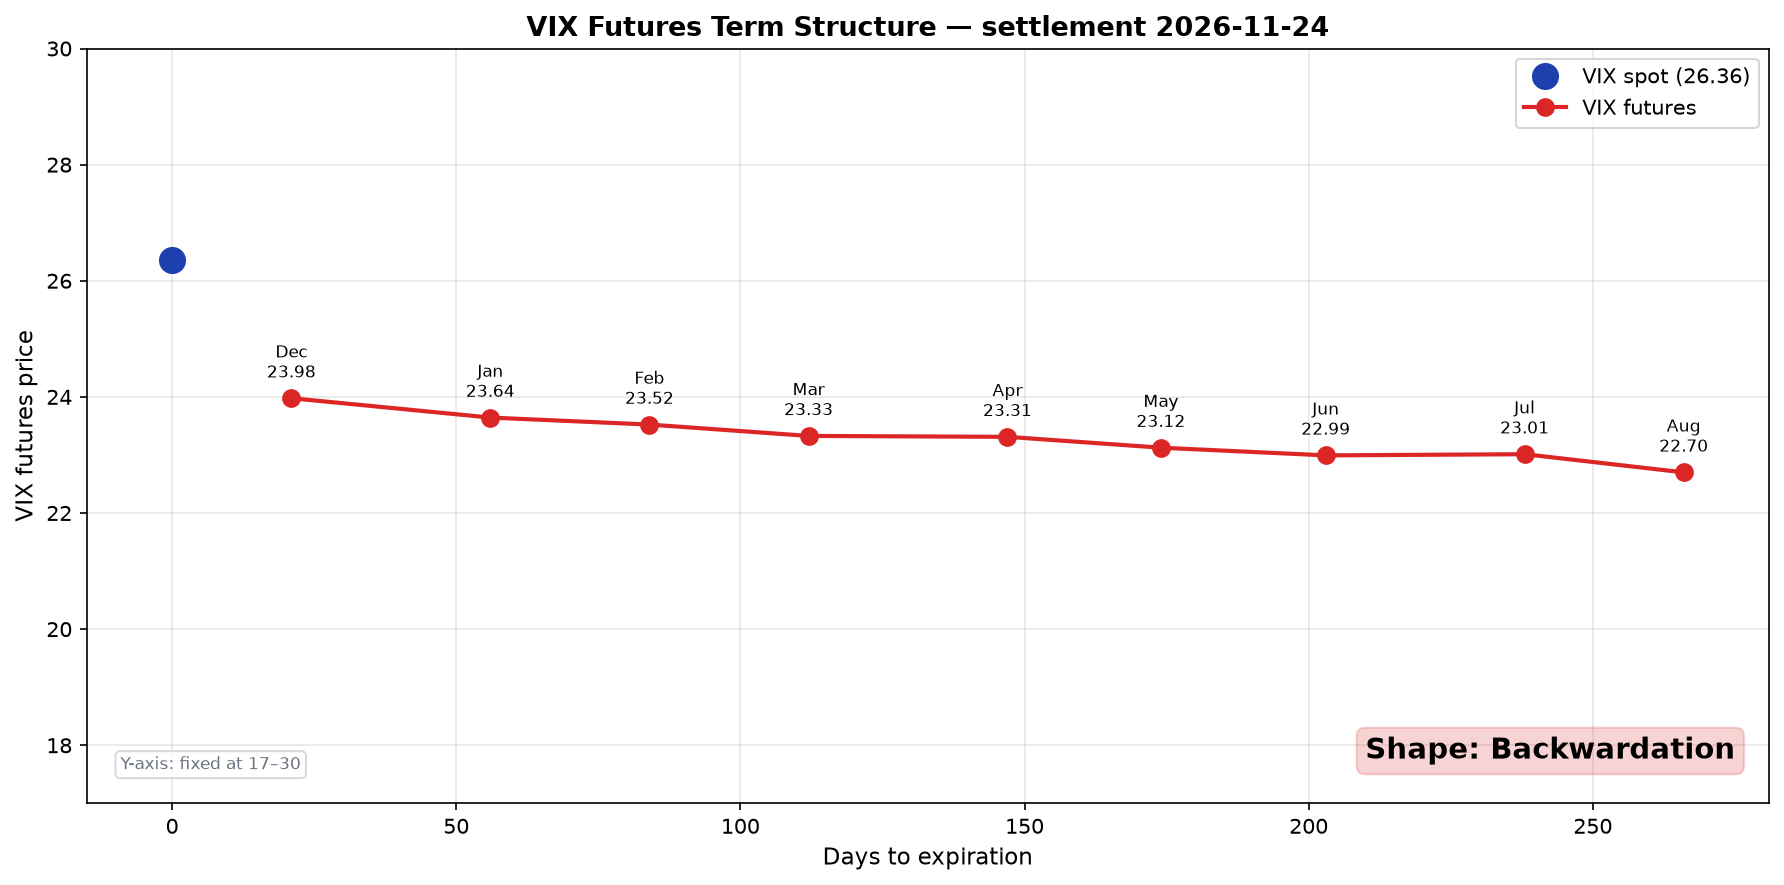 VIX Futures Term Structure — settlement 2026-11-24
VIX futures price
30
28
26
24
22
20
18
VIX spot (26.36)
VIX futures
Dec
23.98
Jan
23.64
Feb
23.52
Mar
23.33
Apr
23.31
May
23.12
Jun
22.99
Jul
23.01
Aug
22.70
Y-axis: fixed at 17–30
Shape: Backwardation
0
50
100
150
200
250
Days to expiration